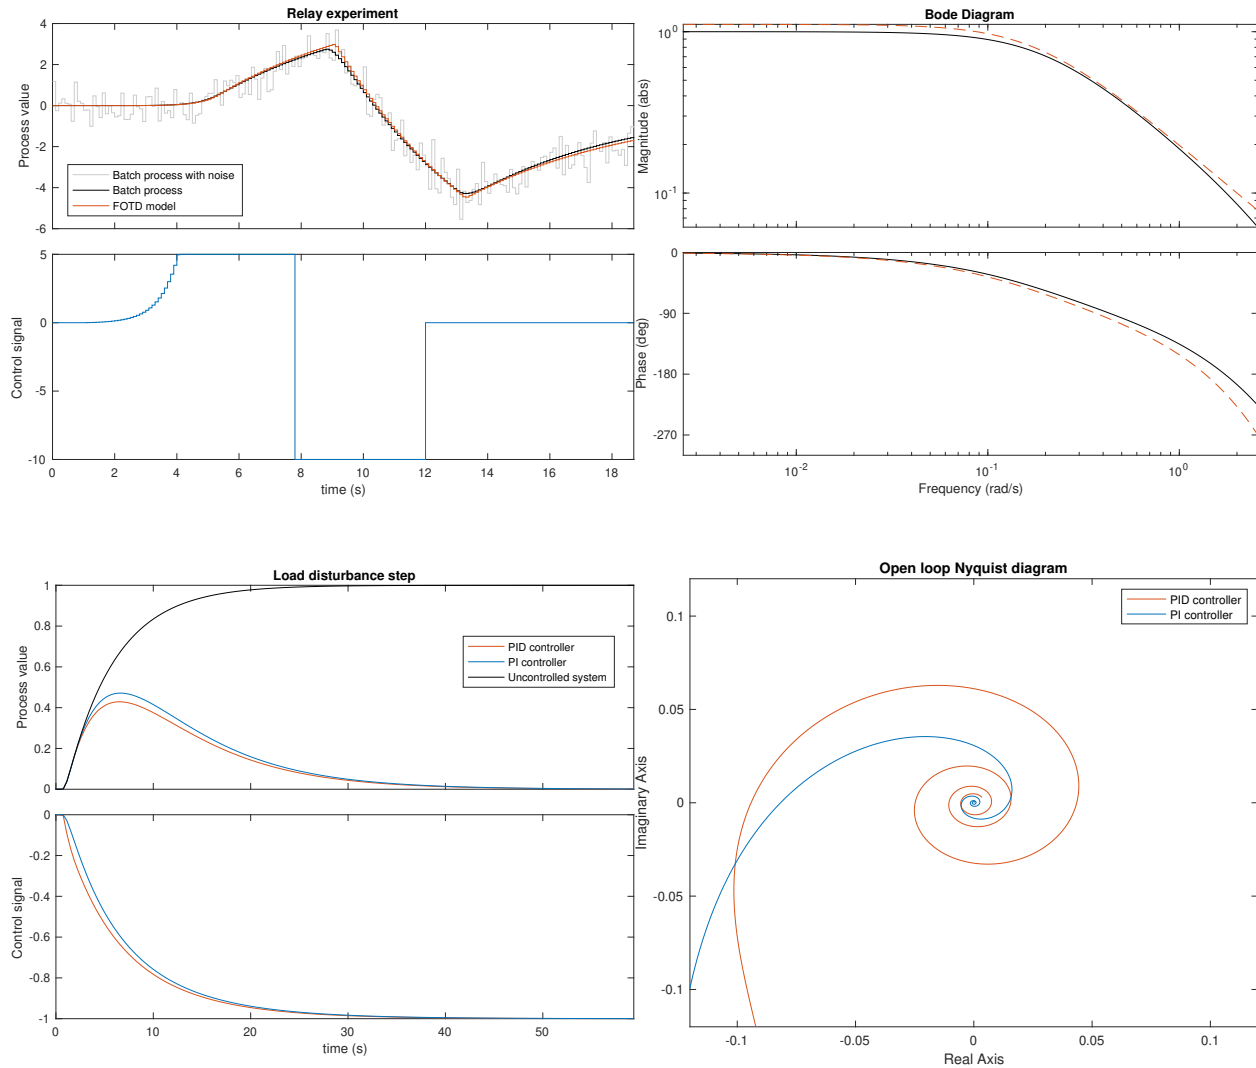 Relay experiment
Process value
4
2
0
-2
-4
-6
Batch process with noise
Batch process
FOTD model
Control signal
5
0
-5
-10
0 2 4 6 8 10 12 14 16 18
time (s)
Bode Diagram
Magnitude (abs)
10^0
10^-1
Phase (deg)
0
-90
-180
-270
10^-2 10^-1 10^0
Frequency (rad/s)
Load disturbance step
Process value
1
0.8
0.6
0.4
0.2
0
PID controller
PI controller
Uncontrolled system
Control signal
0
-0.2
-0.4
-0.6
-0.8
-1
0 10 20 30 40 50
time (s)
Open loop Nyquist diagram
Imaginary Axis
0.1
0.05
0
-0.05
-0.1
PID controller
PI controller
-0.1 -0.05 0 0.05 0.1
Real Axis